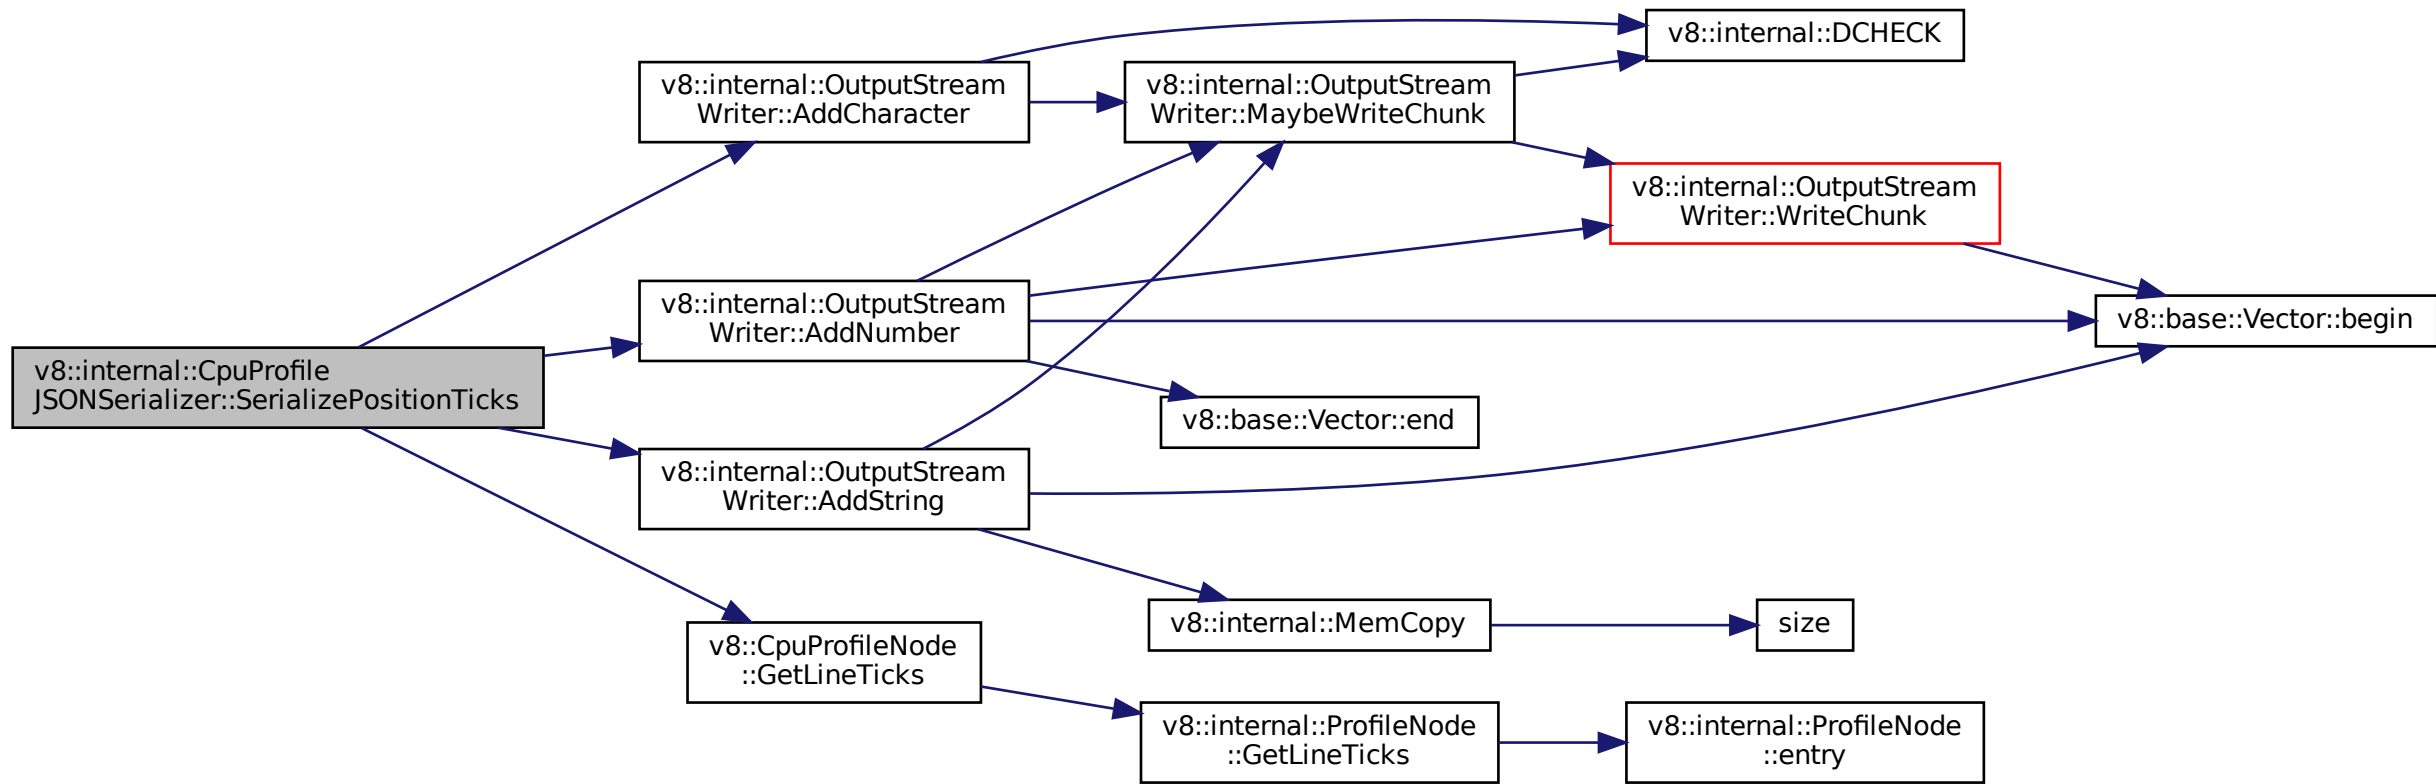 v8::internal::CpuProfile
JSONSerializer::SerializePositionTicks
v8::internal::OutputStream
Writer::AddCharacter
v8::internal::OutputStream
Writer::AddNumber
v8::internal::OutputStream
Writer::AddString
v8::CpuProfileNode
::GetLineTicks
v8::internal::OutputStream
Writer::MaybeWriteChunk
v8::base::Vector::end
v8::internal::MemCopy
v8::internal::ProfileNode
::GetLineTicks
v8::internal::DCHECK
v8::internal::OutputStream
Writer::WriteChunk
size
v8::internal::ProfileNode
::entry
v8::base::Vector::begin